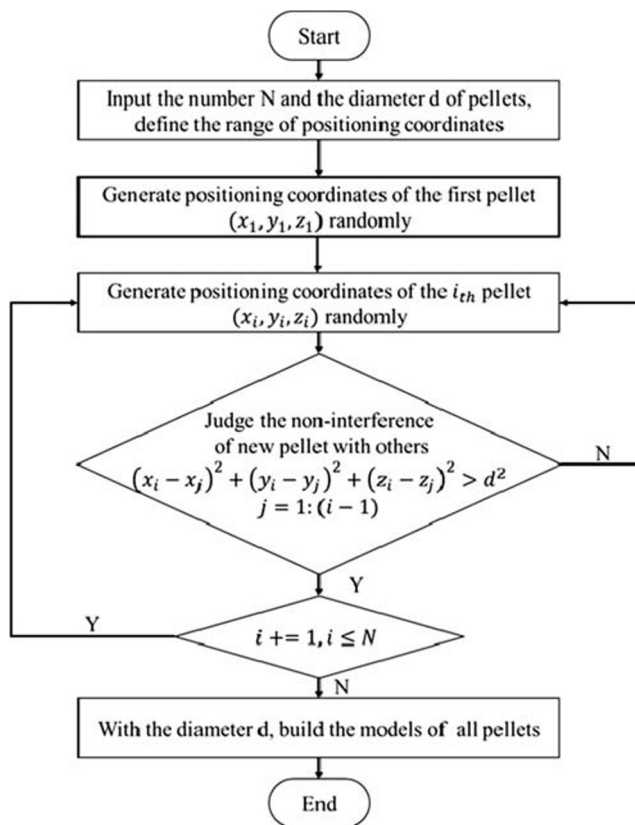 Start
Input the number N and the diameter d of pellets,
define the range of positioning coordinates
Generate positioning coordinates of the first pellet
(x₁, y₁, z₁) randomly
Generate positioning coordinates of the i_{th} pellet
(xᵢ, yᵢ, zᵢ) randomly
Judge the non-interference
of new pellet with others
(xᵢ − xⱼ)² + (yᵢ − yⱼ)² + (zᵢ − zⱼ)² > d²
j = 1: (i − 1)
N
Y
Y
i += 1, i ≤ N
N
With the diameter d, build the models of all pellets
End